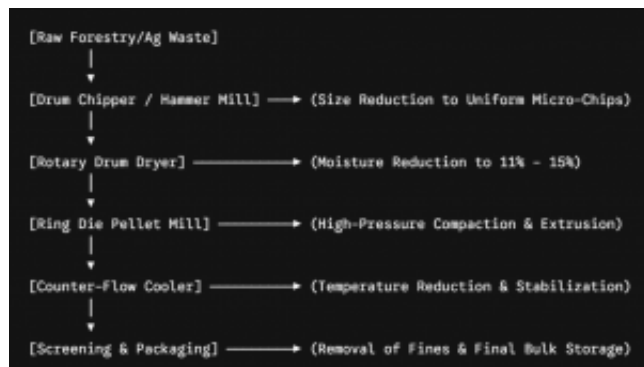 [Raw Forestry/Ag Waste]
[Drum Chipper / Hammer Mill] ───► (Size Reduction to Uniform Micro-Chips)
[Rotary Drum Dryer] ───► (Moisture Reduction to 11% - 15%)
[Ring Die Pellet Mill] ───► (High-Pressure Compaction & Extrusion)
[Counter-Flow Cooler] ───► (Temperature Reduction & Stabilization)
[Screening & Packaging] ───► (Removal of Fines & Final Bulk Storage)